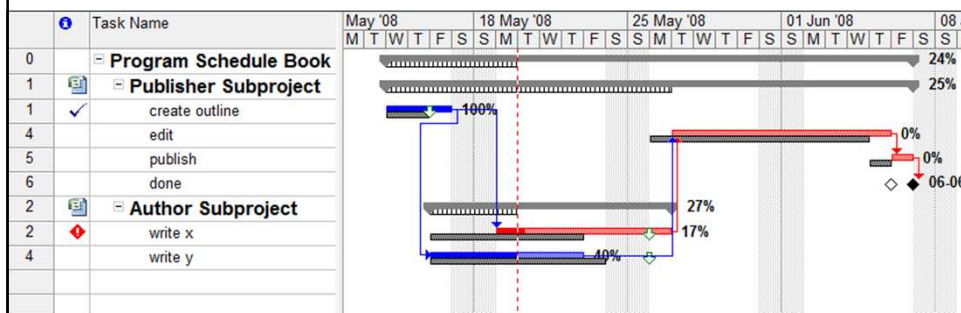 Task Name May '08 18 May '08 25 May '08 01 Jun '08 08
M T W T F S S M T W T F S S M T W T F S S M T W T F S S
0 Program Schedule Book 24%
1 Publisher Subproject 25%
1 create outline 100%
4 edit 0%
5 publish 0%
6 done 06-06
2 Author Subproject 27%
2 write x 17%
4 write y 40%